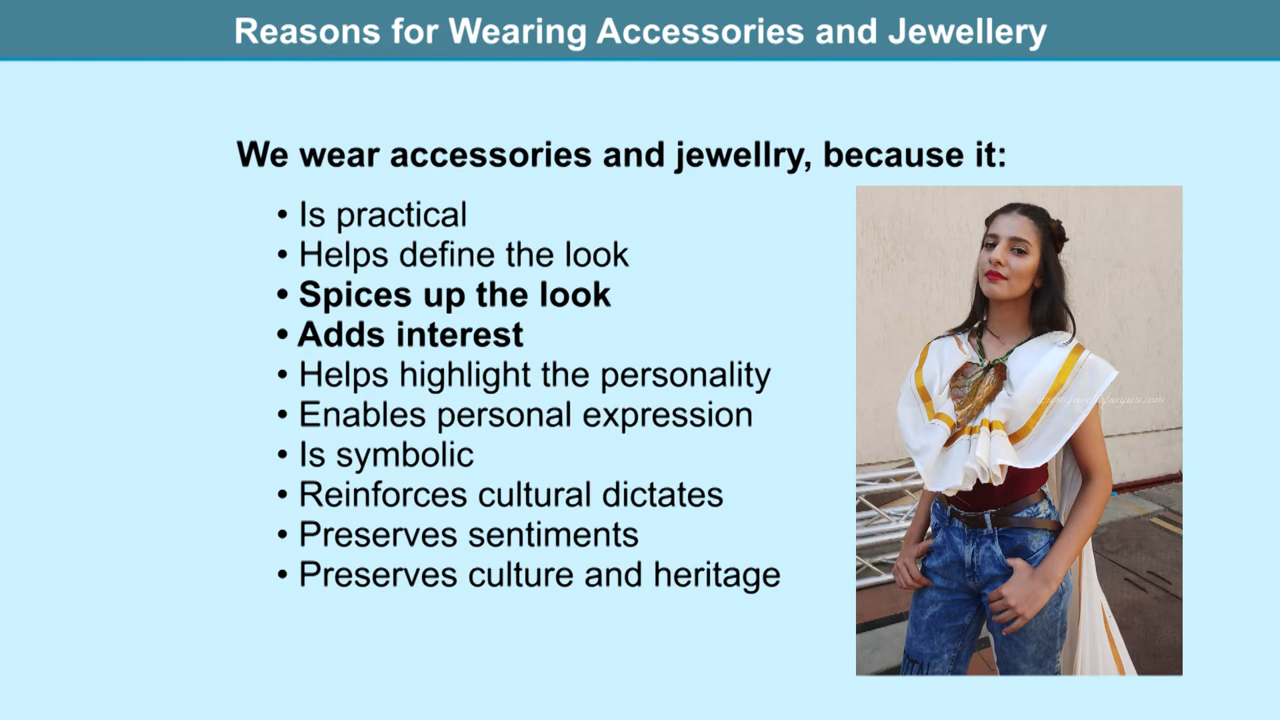 Reasons for Wearing Accessories and Jewellery
We wear accessories and jewellry, because it:
• Is practical
• Helps define the look
• Spices up the look
• Adds interest
• Helps highlight the personality
• Enables personal expression
• Is symbolic
• Reinforces cultural dictates
• Preserves sentiments
• Preserves culture and heritage